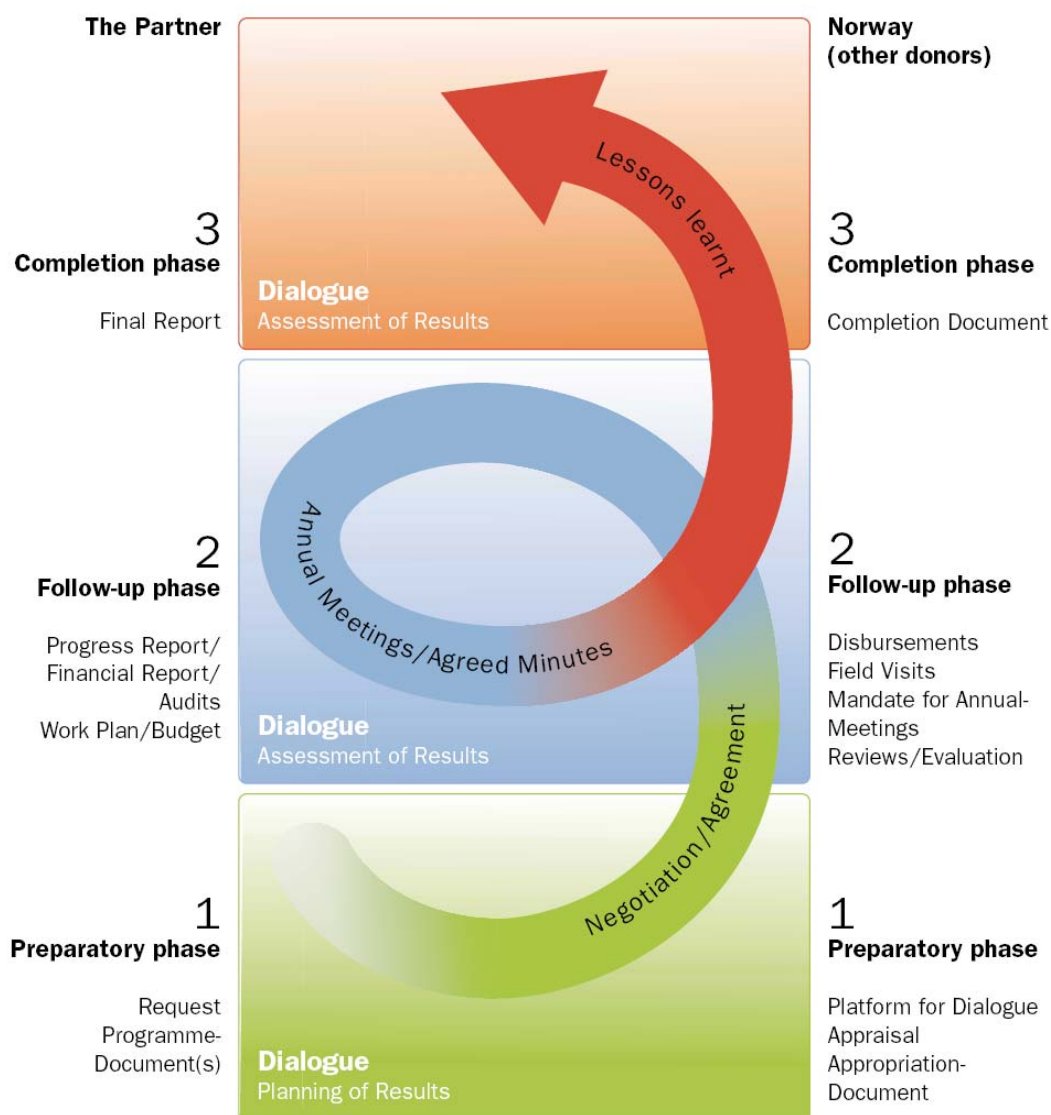 The Partner
Norway
(other donors)
3
Completion phase
Final Report
Dialogue
Assessment of Results
Lessons learnt
3
Completion phase
Completion Document
2
Follow-up phase
Progress Report/
Financial Report/
Audits
Work Plan/Budget
Annual Meetings/Agreed Minutes
Dialogue
Assessment of Results
2
Follow-up phase
Disbursements
Field Visits
Mandate for Annual-
Meetings
Reviews/Evaluation
Negotiation/Agreement
1
Preparatory phase
Request
Programme-
Document(s)
Dialogue
Planning of Results
1
Preparatory phase
Platform for Dialogue
Appraisal
Appropriation-
Document